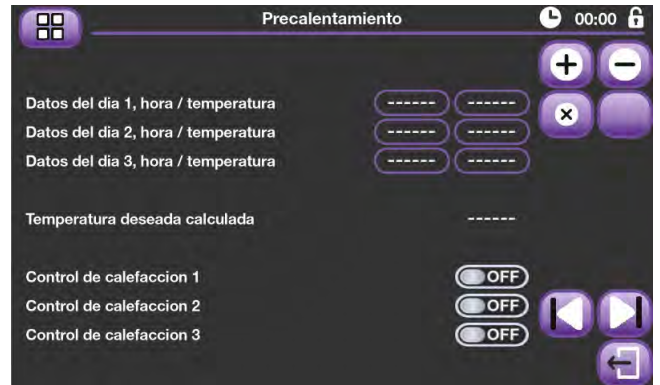 Precalentamiento 00:00
Datos del dia 1, hora / temperatura ------ ------
Datos del dia 2, hora / temperatura ------ ------
Datos del dia 3, hora / temperatura ------ ------
Temperatura deseada calculada ------
Control de calefaccion 1 OFF
Control de calefaccion 2 OFF
Control de calefaccion 3 OFF